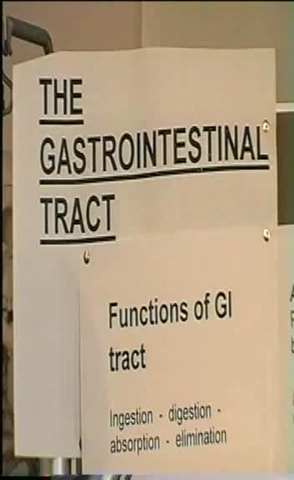 THE
GASTROINTESTINAL
TRACT
Functions of GI
tract
Ingestion - digestion -
absorption - elimination